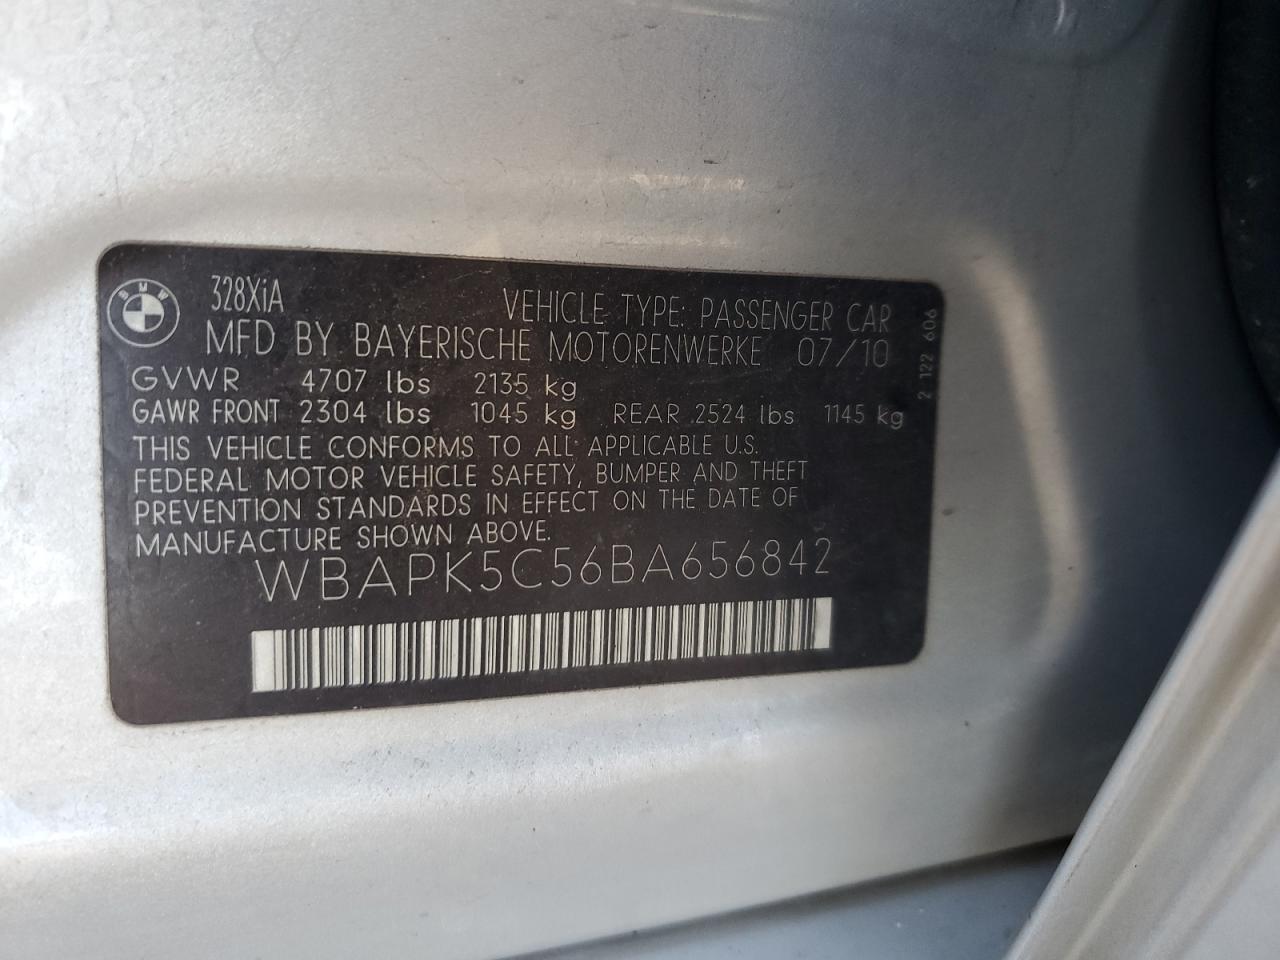 BMW
328XiA
VEHICLE TYPE: PASSENGER CAR
MFD BY BAYERISCHE MOTORENWERKE 07/10
GVWR 4707 lbs 2135 kg
GAWR FRONT 2304 lbs 1045 kg REAR 2524 lbs 1145 kg
THIS VEHICLE CONFORMS TO ALL APPLICABLE U.S.
FEDERAL MOTOR VEHICLE SAFETY, BUMPER AND THEFT
PREVENTION STANDARDS IN EFFECT ON THE DATE OF
MANUFACTURE SHOWN ABOVE.
WBAPK5C56BA656842
2 122 606